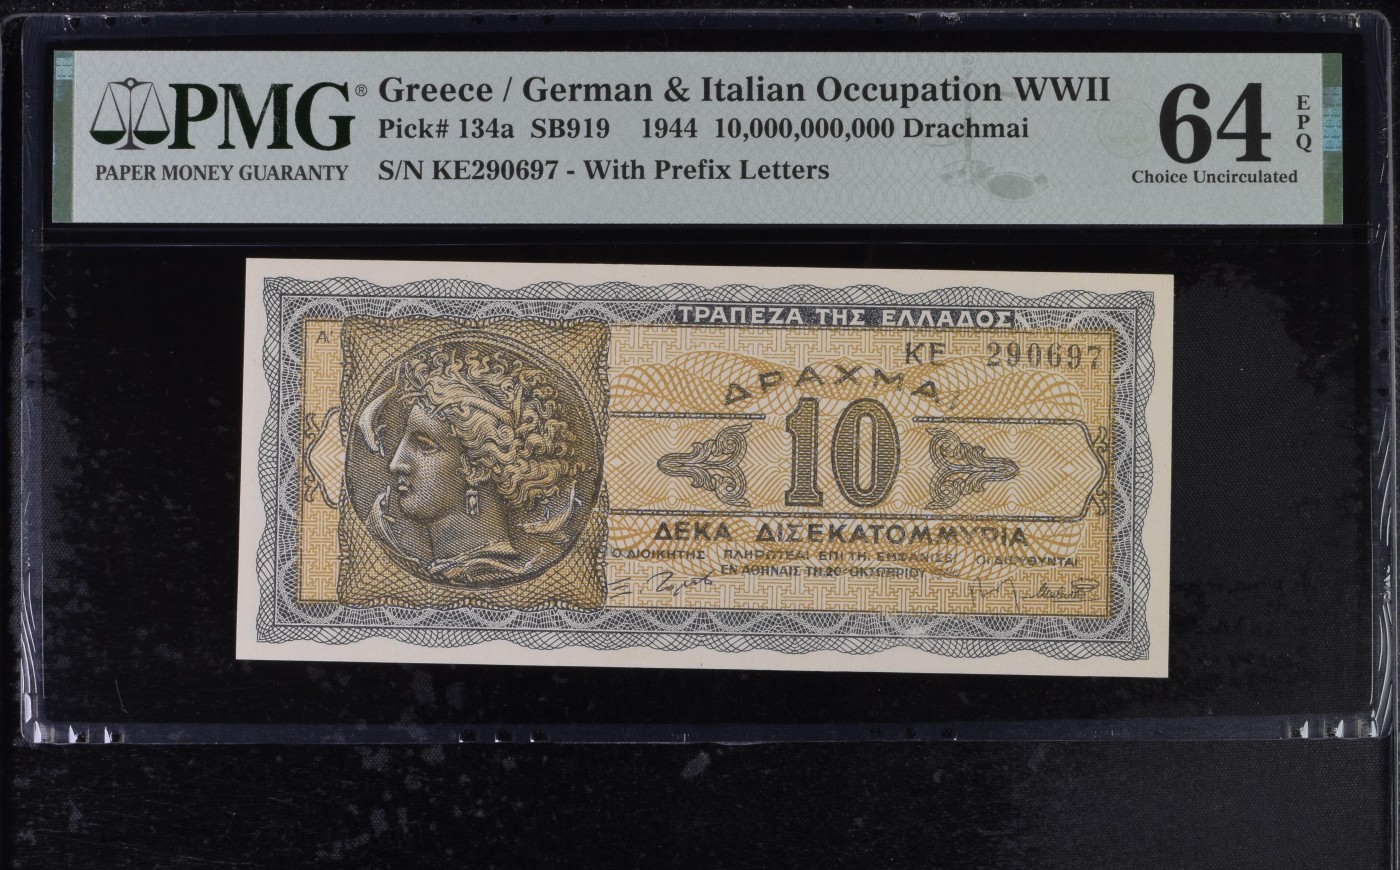 PMG®
PAPER MONEY GUARANTY
Greece / German & Italian Occupation WWII
Pick# 134a SB919 1944 10,000,000,000 Drachmai
S/N KE290697 - With Prefix Letters
64
EPQ
Choice Uncirculated
ΤΡΑΠΕΖΑ ΤΗΣ ΕΛΛΑΔΟΣ
Α'
ΚΕ 290697
ΔΡΑΧΜΑΙ
10
ΔΕΚΑ ΔΙΣΕΚΑΤΟΜΜΥΡΙΑ
Ο ΔΙΟΙΚΗΤΗΣ ΠΛΗΡΩΤΕΑΙ ΕΠΙ ΤΗ, ΕΜΦΑΝΙΣΕΙ ΟΙ ΔΙΕΥΘΥΝΤΑΙ
ΕΝ ΑΘΗΝΑΙΣ ΤΗ 20 ΟΚΤΩΒΡΙΟΥ